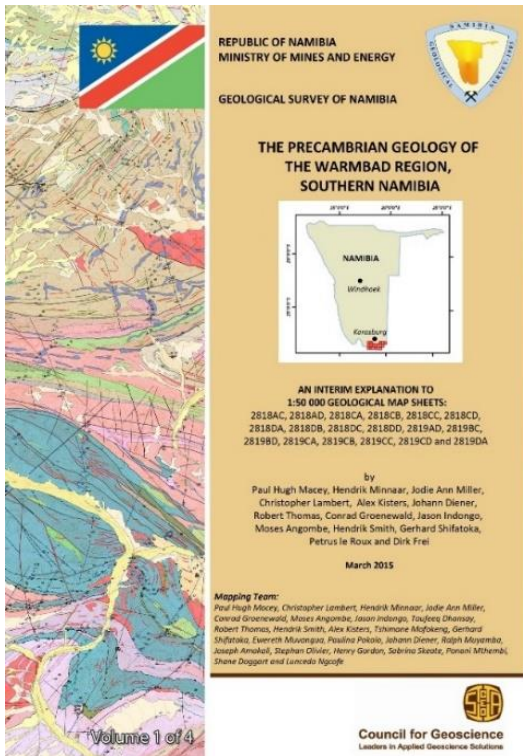 REPUBLIC OF NAMIBIA
MINISTRY OF MINES AND ENERGY
GEOLOGICAL SURVEY OF NAMIBIA
THE PRECAMBRIAN GEOLOGY OF
THE WARMBAD REGION,
SOUTHERN NAMIBIA
NAMIBIA
Windhoek
Karasburg
AN INTERIM EXPLANATION TO
1:50 000 GEOLOGICAL MAP SHEETS:
2818AC, 2818AD, 2818CA, 2818CB, 2818CC, 2818CD,
2818DA, 2818DB, 2818DC, 2818DD, 2819AD, 2819BC,
2819BD, 2819CA, 2819CB, 2819CC, 2819CD and 2819DA
by
Paul Hugh Macey, Hendrik Minnaar, Jodie Ann Miller,
Christopher Lambert, Alex Kisters, Johann Diener,
Robert Thomas, Conrad Groenewald, Jason Indongo,
Moses Angombe, Hendrik Smith, Gerhard Shifatoka,
Petrus le Roux and Dirk Frei
March 2015
Mapping Team:
Paul Hugh Macey, Christopher Lambert, Hendrik Minnaar, Jodie Ann Miller,
Conrad Groenewald, Moses Angombe, Jason Indongo, Taufeeq Dhansay,
Robert Thomas, Hendrik Smith, Alex Kisters, Tshimone Mofokeng, Gerhard
Shifatoka, Ewereth Muvangua, Paulina Pokolo, Johann Diener, Ralph Muyamba,
Joseph Amakali, Stephan Olivier, Henry Gordon, Sabrina Skeate, Ponani Mthembi,
Shane Doggart and Luncedo Ngcofe
Volume 1 of 4
Council for Geoscience
Leaders in Applied Geoscience Solutions